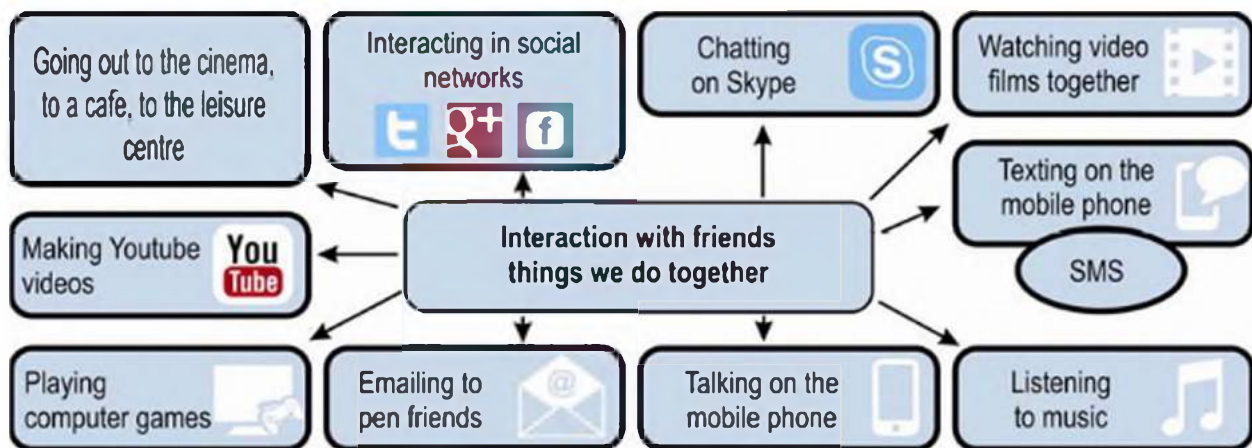 Going out to the cinema,
to a cafe, to the leisure
centre
Interacting in social
networks
t
g+
f
Chatting
on Skype
S
Watching video
films together
Texting on the
mobile phone
SMS
Making Youtube
videos
You
Tube
Interaction with friends
things we do together
Playing
computer games
Emailing to
pen friends
@
Talking on the
mobile phone
Listening
to music